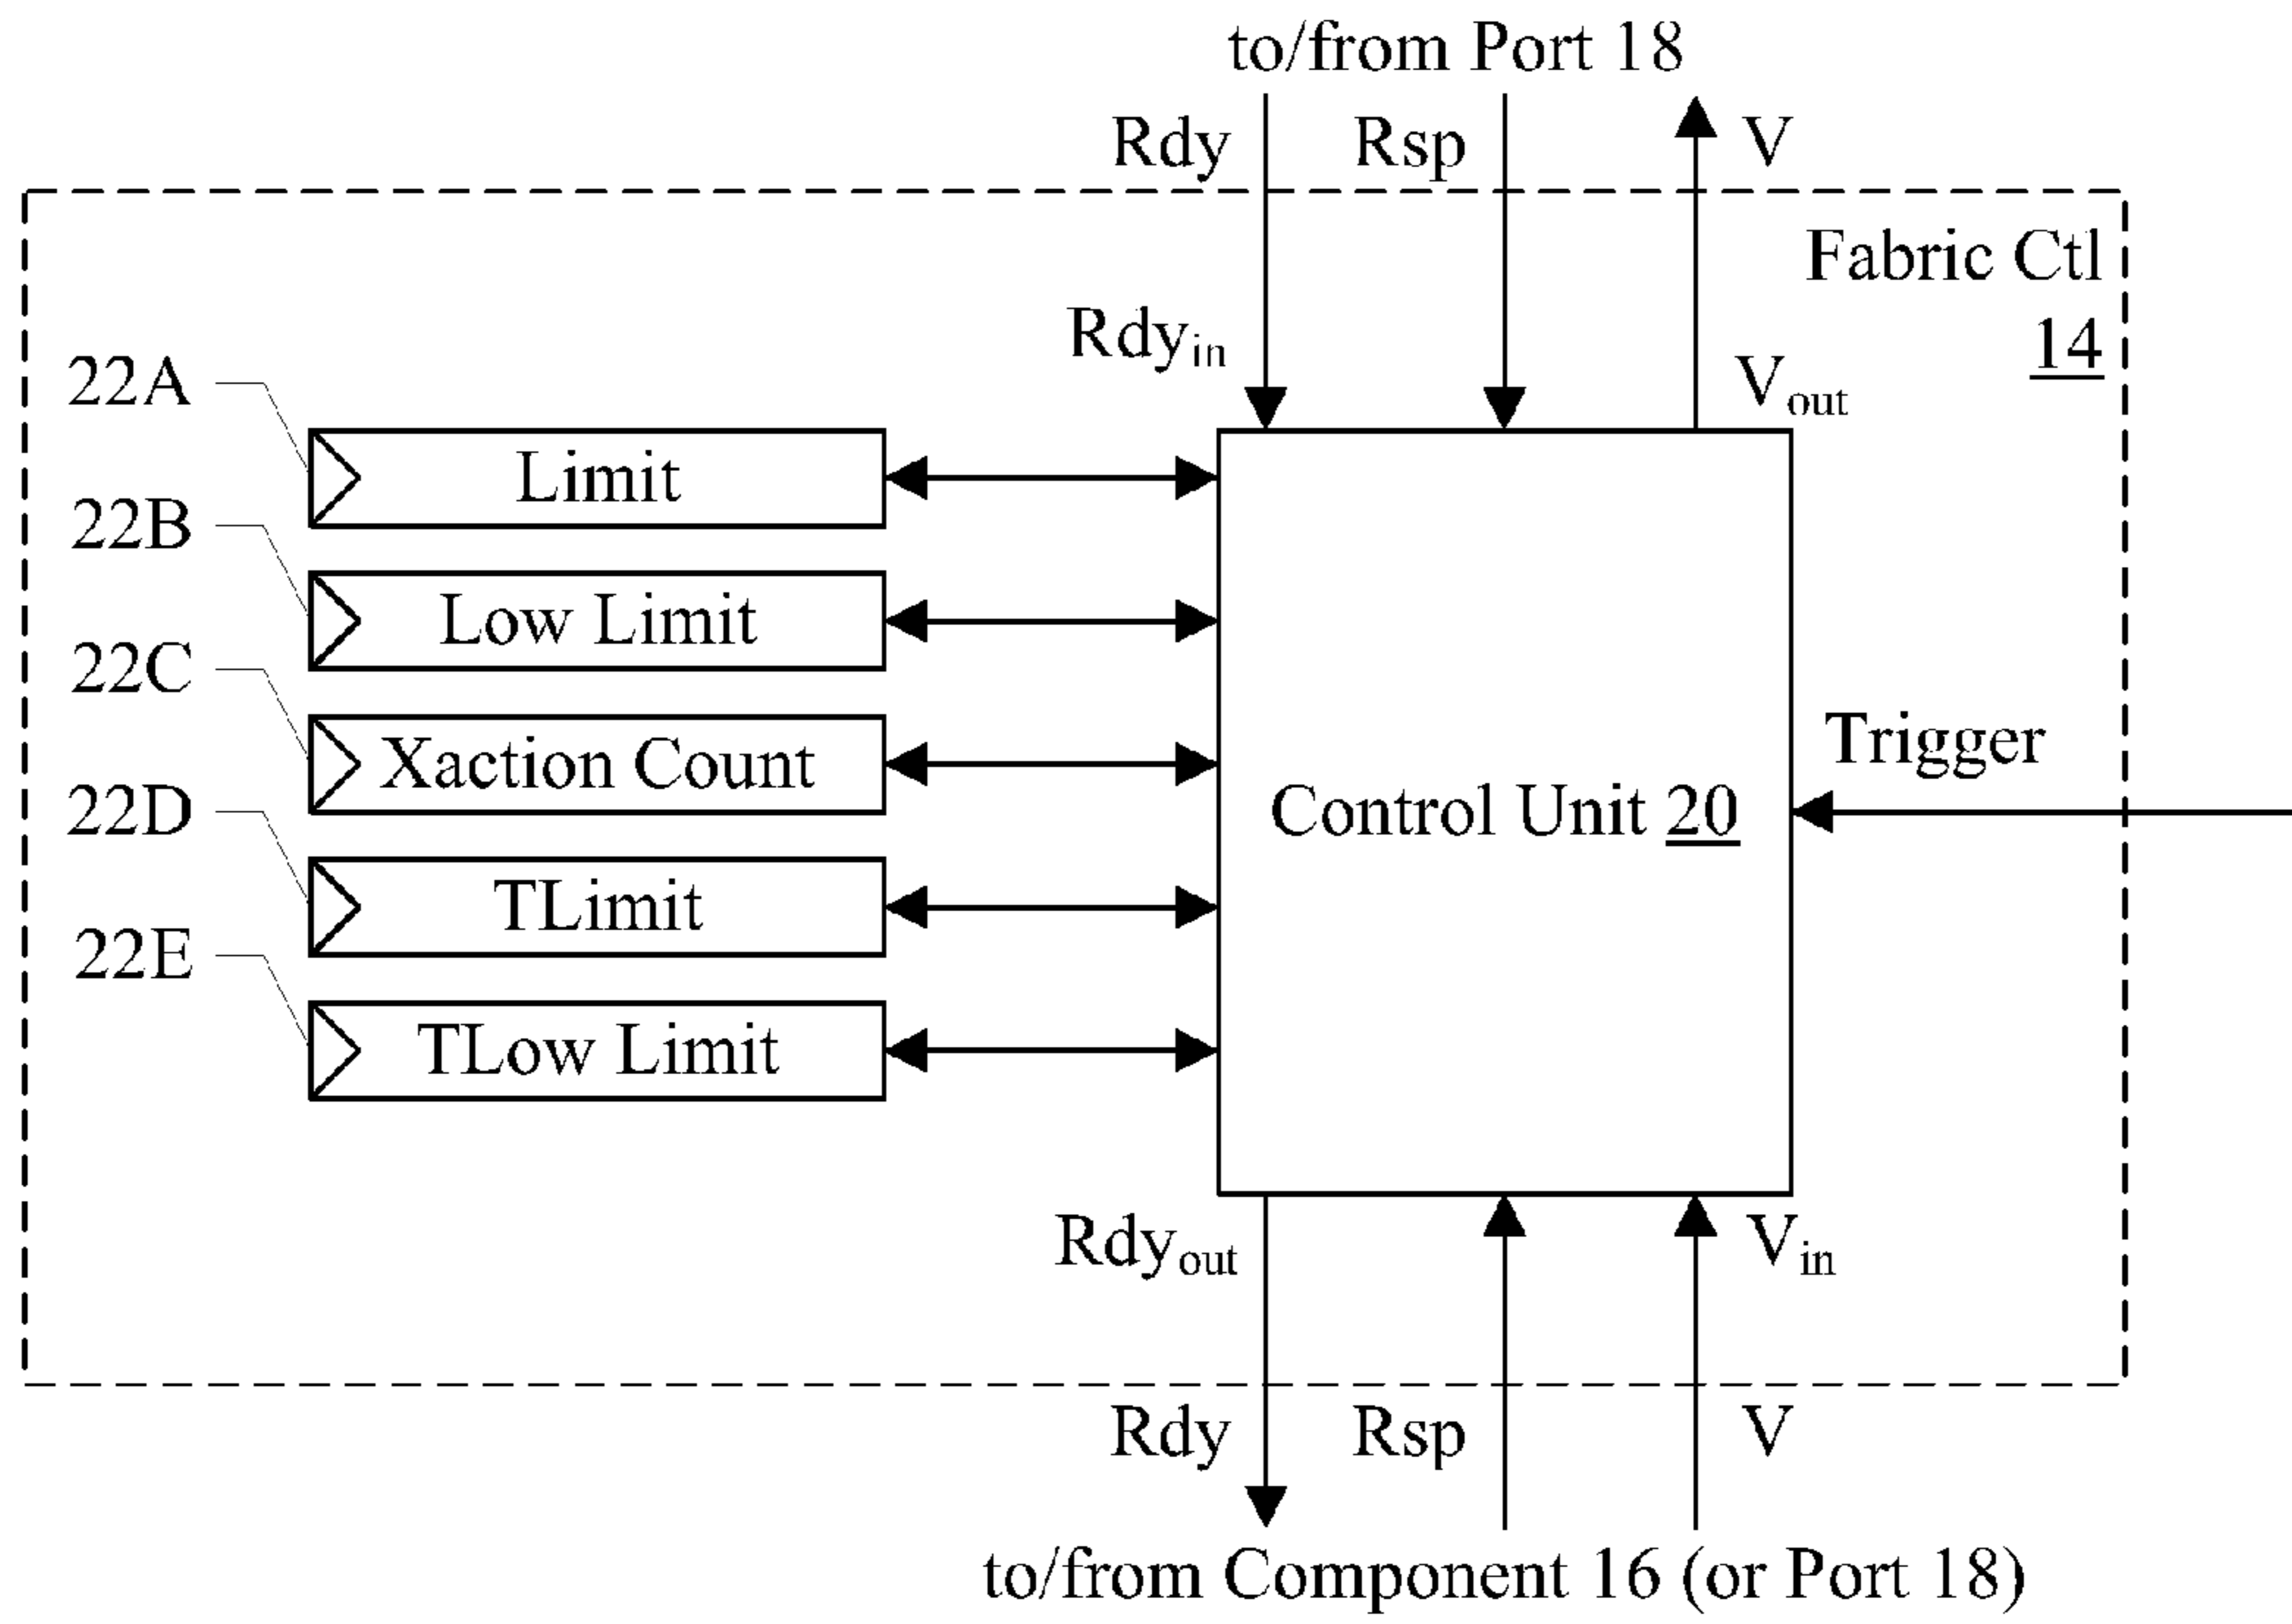 to/from Port 18
Rdy
Rsp
V
Fabric Ctl
14
Rdyin
Vout
22A
Limit
22B
Low Limit
22C
Xaction Count
Trigger
22D
Control Unit 20
TLimit
22E
TLow Limit
Rdyout
Vin
Rdy
Rsp
V
to/from Component 16 (or Port 18)